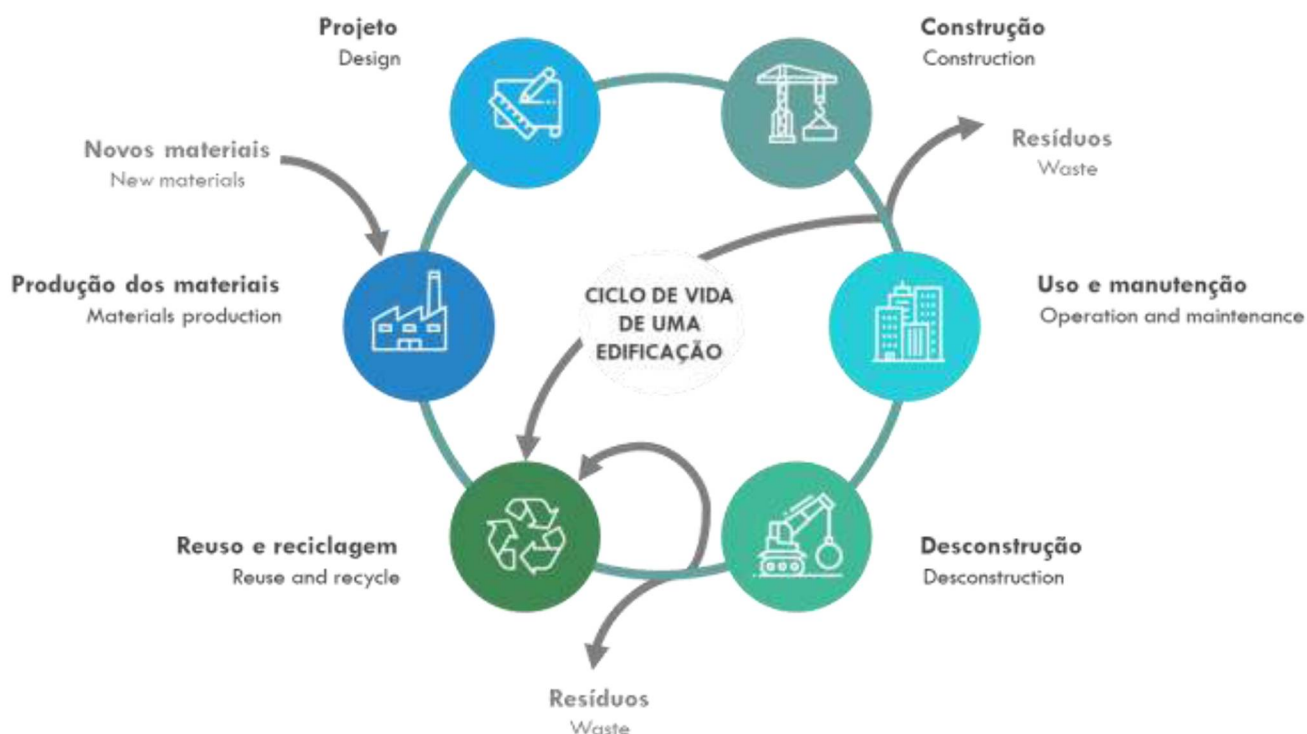 Projeto
Design
Construção
Construction
Novos materiais
New materials
Resíduos
Waste
Produção dos materiais
Materials production
CICLO DE VIDA
DE UMA
EDIFICAÇÃO
Uso e manutenção
Operation and maintenance
Reuso e reciclagem
Reuse and recycle
Desconstrução
Desconstruction
Resíduos
Waste